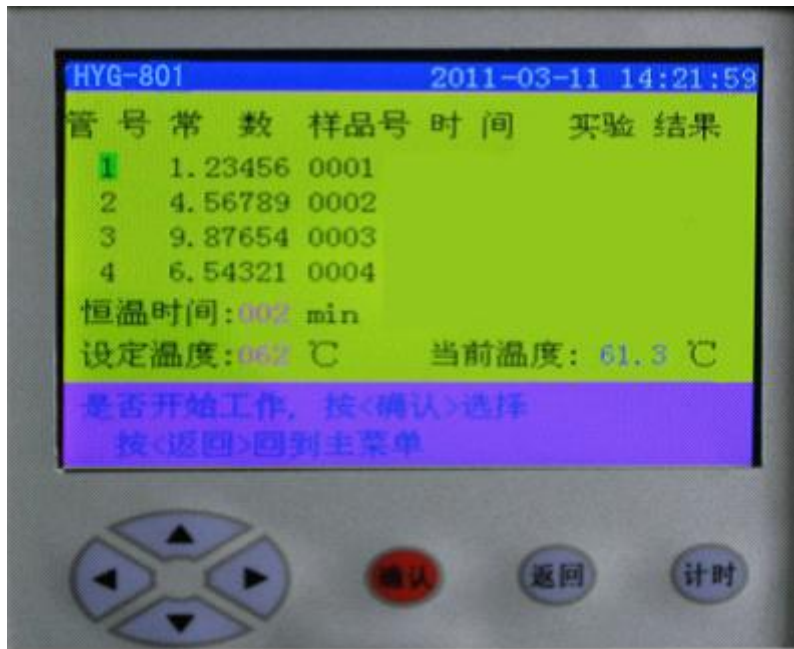 HYG-801 2011-03-11 14:21:59
管 号 常 数 样品号 时 间 实验 结果
1 1.23456 0001
2 4.56789 0002
3 9.87654 0003
4 6.54321 0004
恒温时间:002 min
设定温度:062 ℃ 当前温度: 61.3 ℃
是否开始工作, 按<确认>选择
按<返回>回到主菜单
确认 返回 计时